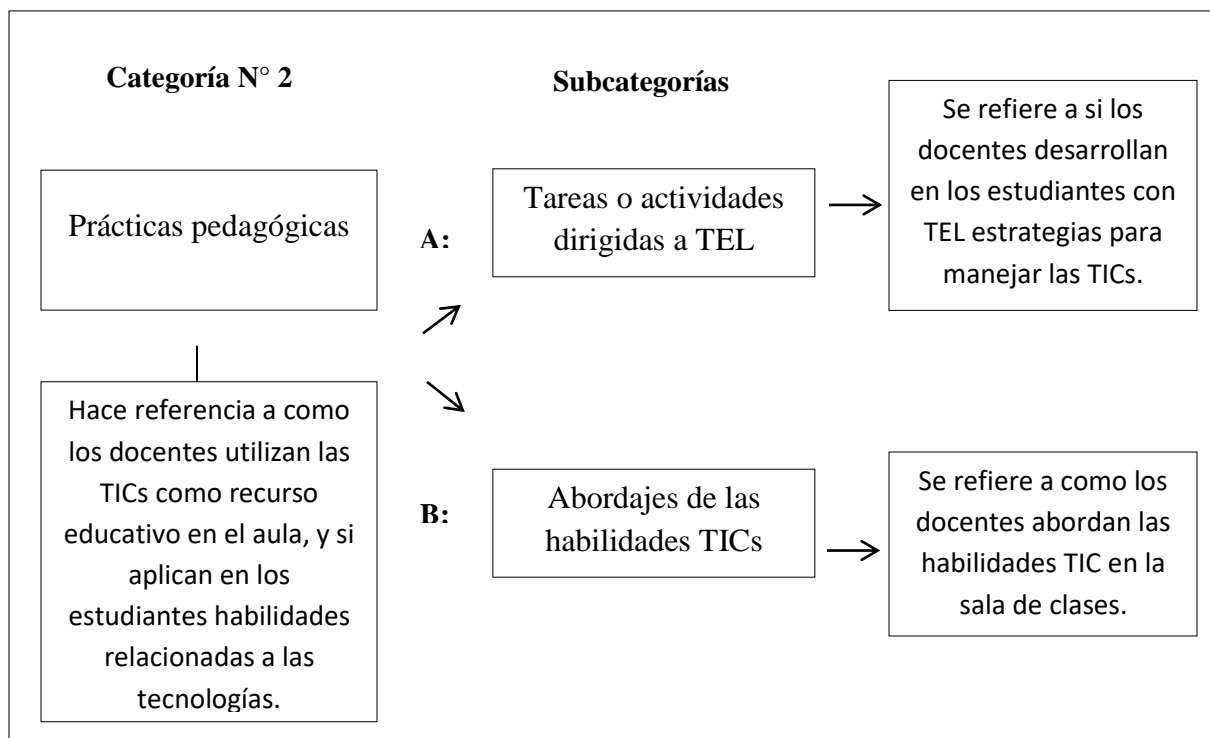 Categoría N° 2
Prácticas pedagógicas
Hace referencia a como
los docentes utilizan las
TICs como recurso
educativo en el aula, y si
aplican en los
estudiantes habilidades
relacionadas a las
tecnologías.
Subcategorías
A:
Tareas o actividades
dirigidas a TEL
Se refiere a si los
docentes desarrollan
en los estudiantes con
TEL estrategias para
manejar las TICs.
B:
Abordajes de las
habilidades TICs
Se refiere a como los
docentes abordan las
habilidades TIC en la
sala de clases.